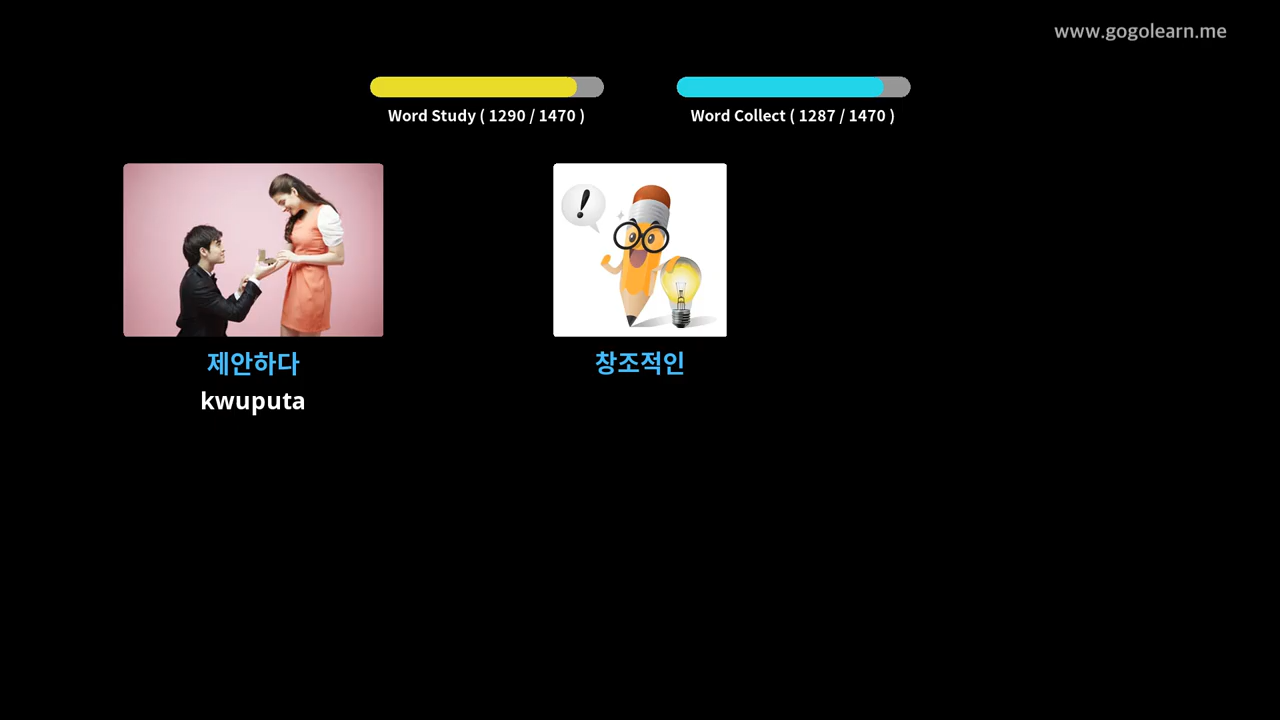 www.gogolearn.me
Word Study ( 1290 / 1470 )
Word Collect ( 1287 / 1470 )
제안하다
kwuputa
창조적인